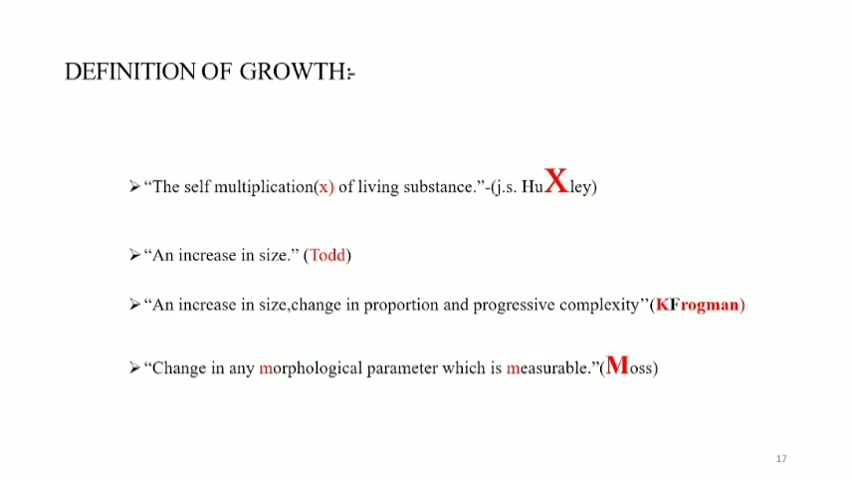 DEFINITION OF GROWTH:-
➢“The self multiplication(x) of living substance.”-(j.s. HuXley)
➢“An increase in size.” (Todd)
➢“An increase in size,change in proportion and progressive complexity’’(KFrogman)
➢“Change in any morphological parameter which is measurable.”(Moss)
17